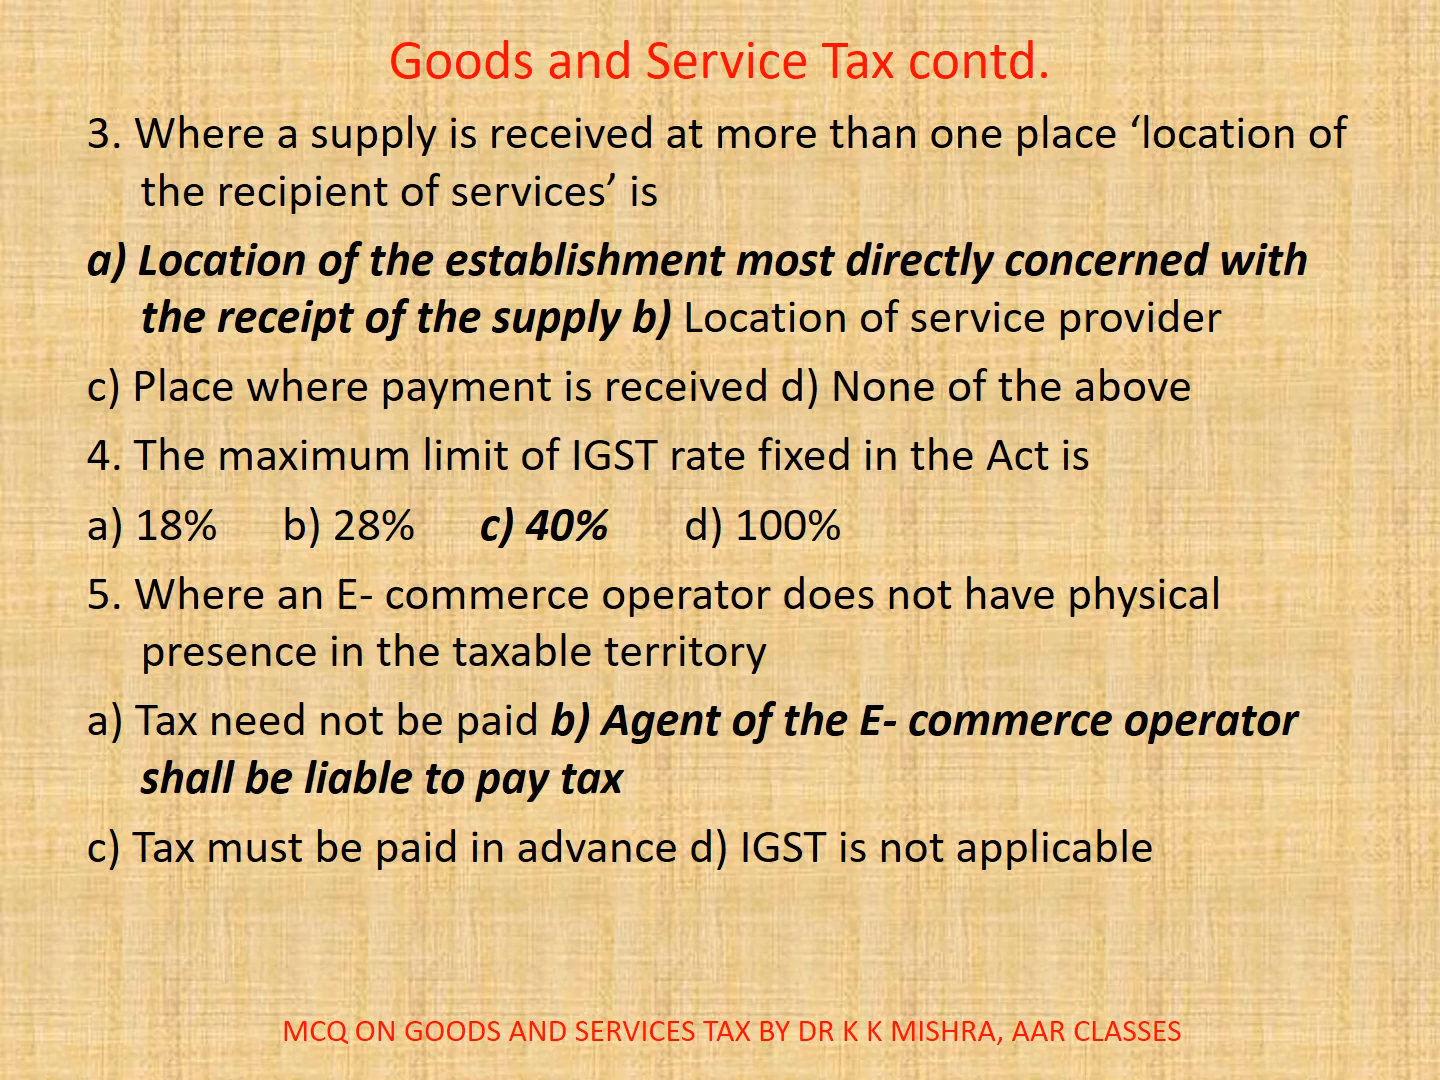 Goods and Service Tax contd.
3. Where a supply is received at more than one place ‘location of
the recipient of services’ is
a) Location of the establishment most directly concerned with
the receipt of the supply b) Location of service provider
c) Place where payment is received d) None of the above
4. The maximum limit of IGST rate fixed in the Act is
a) 18% b) 28% c) 40% d) 100%
5. Where an E- commerce operator does not have physical
presence in the taxable territory
a) Tax need not be paid b) Agent of the E- commerce operator
shall be liable to pay tax
c) Tax must be paid in advance d) IGST is not applicable
MCQ ON GOODS AND SERVICES TAX BY DR K K MISHRA, AAR CLASSES